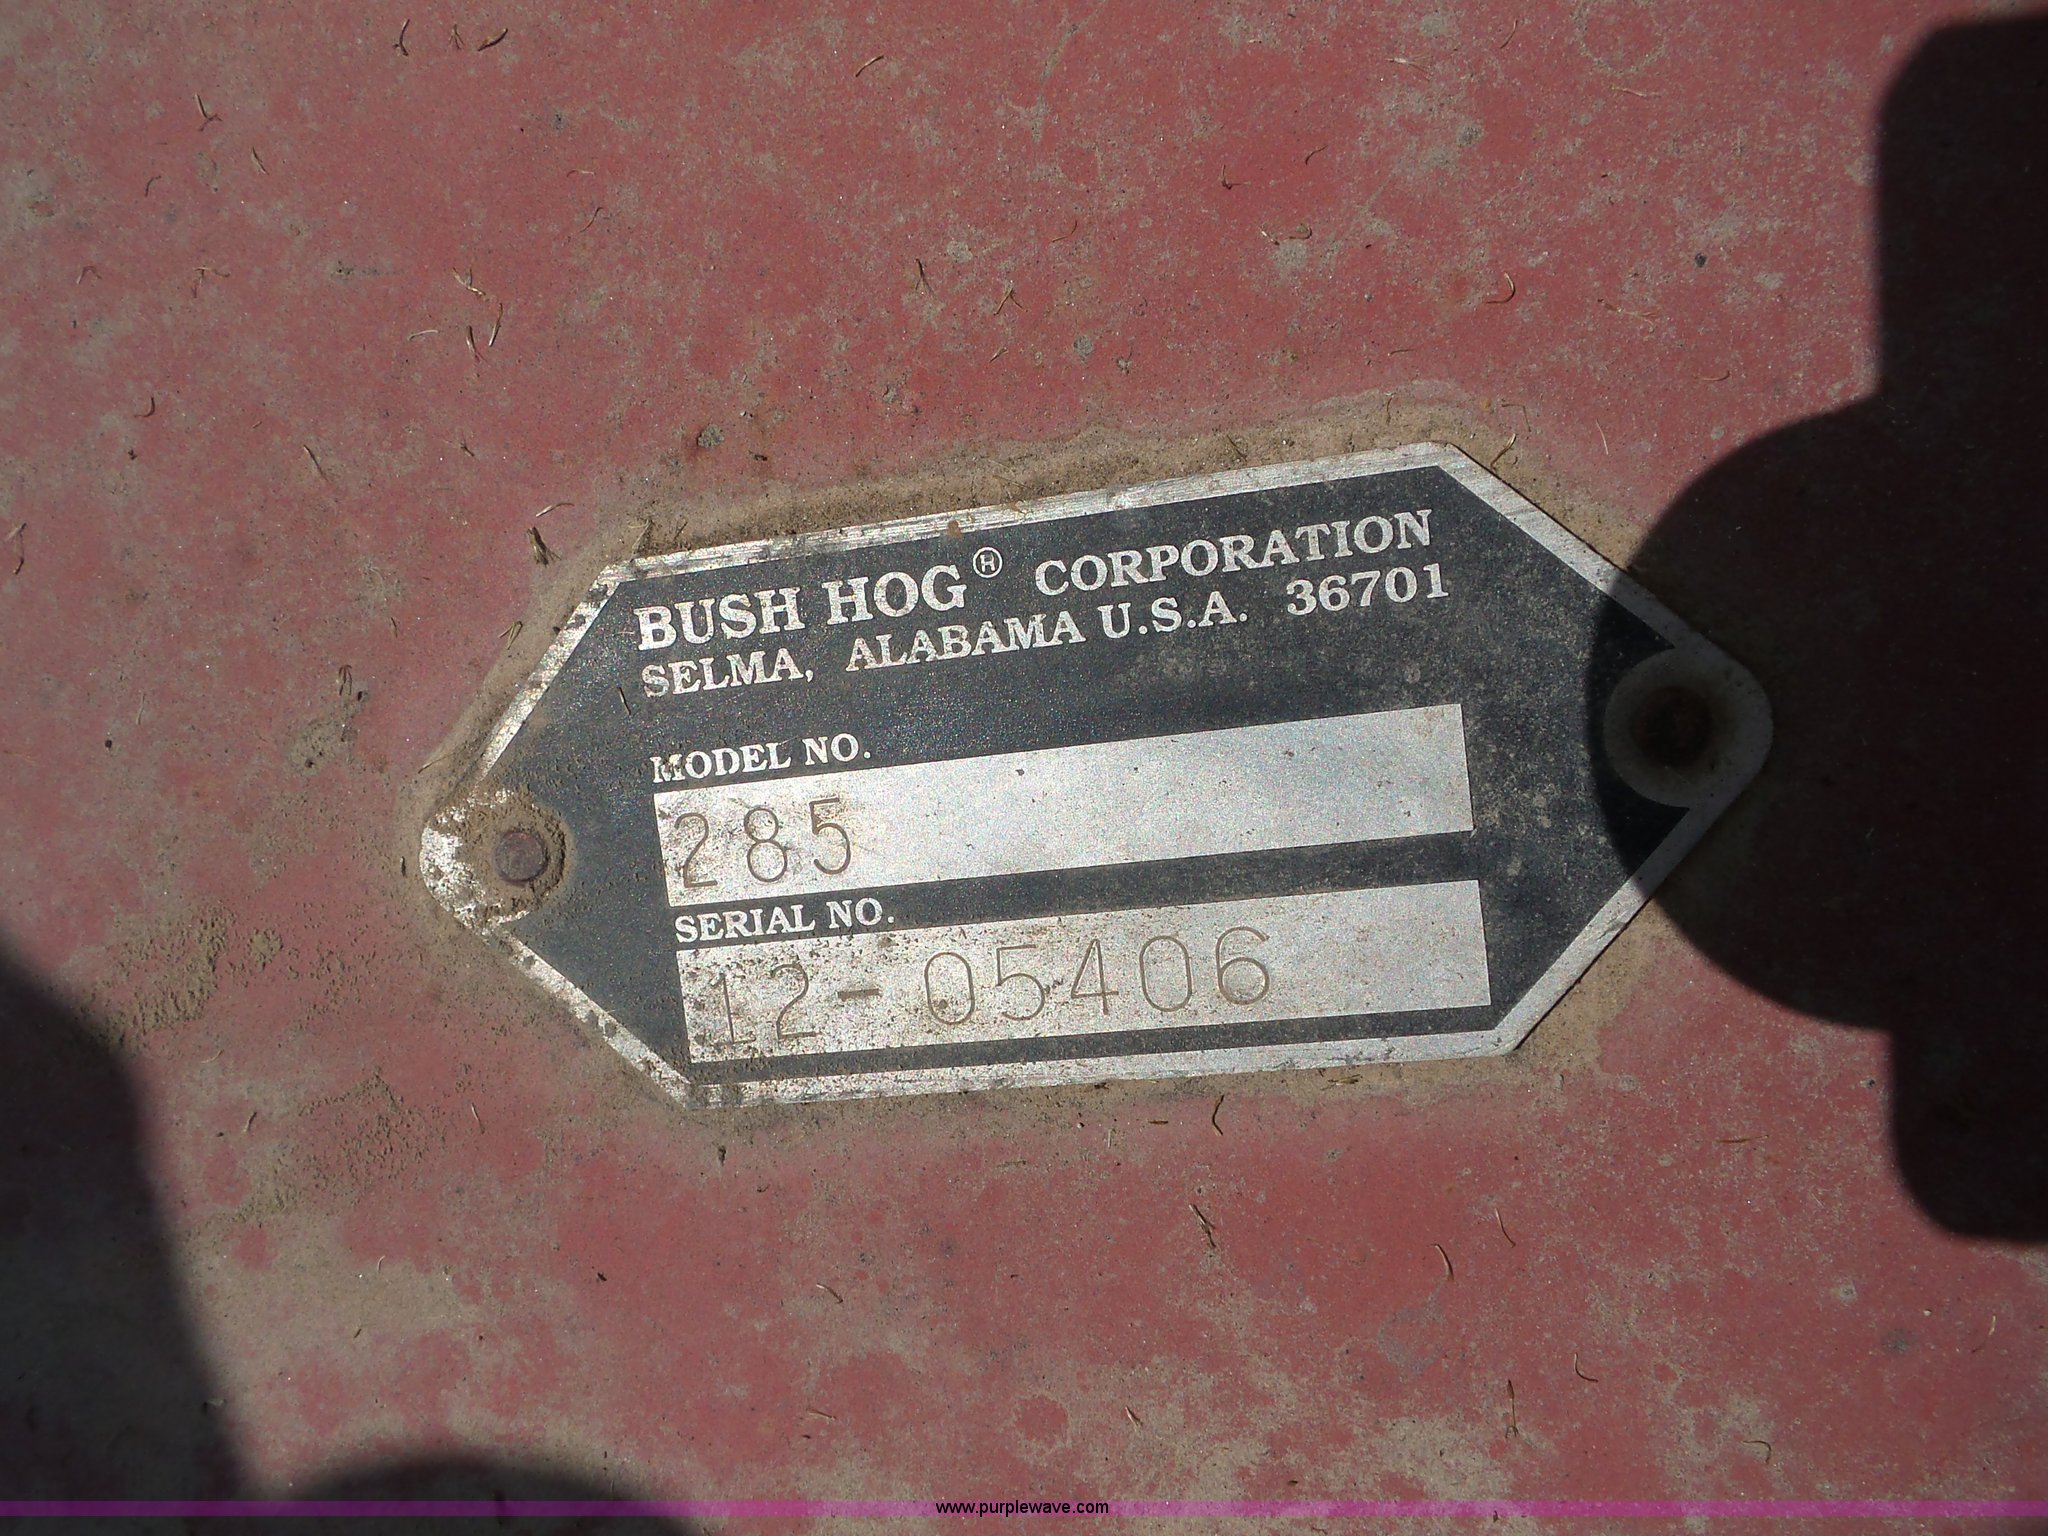 BUSH HOG® CORPORATION
SELMA, ALABAMA U.S.A. 36701
MODEL NO.
285
SERIAL NO.
12-05406
www.purplewave.com